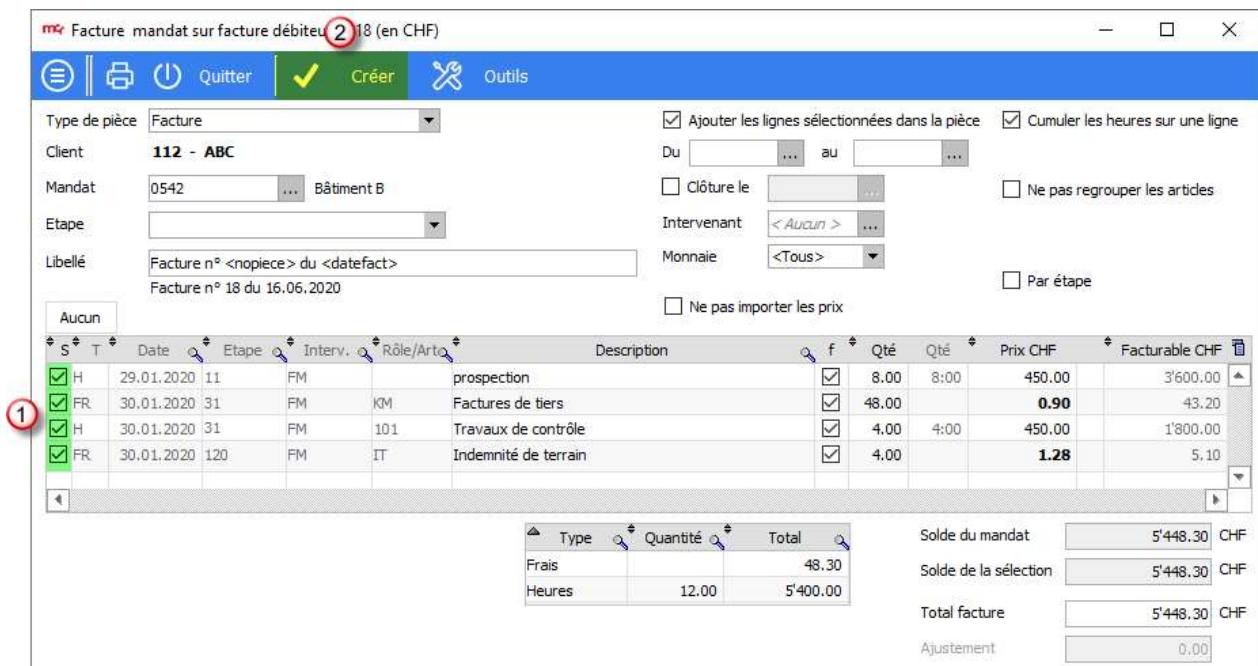 mcr Facture mandat sur facture débiteu 18 (en CHF)
2
Quitter Créer Outils
Type de pièce Facture
Ajouter les lignes sélectionnées dans la pièce Cumuler les heures sur une ligne
Client 112 - ABC
Du ... au ...
Mandat 0542 ... Bâtiment B
Clôture le ... Ne pas regrouper les articles
Etape
Intervenant < Aucun > ...
Libellé Facture n° <nopiece> du <datefact>
Monnaie <Tous>
Facture n° 18 du 16.06.2020
Par étape
Ne pas importer les prix
Aucun
S T Date Etape Interv. Rôle/Art Description f Qté Qté Prix CHF Facturable CHF
H 29.01.2020 11 FM prospection 8.00 8:00 450.00 3'600.00
1
FR 30.01.2020 31 FM KM Factures de tiers 48.00 0.90 43.20
H 30.01.2020 31 FM 101 Travaux de contrôle 4.00 4:00 450.00 1'800.00
FR 30.01.2020 120 FM IT Indemnité de terrain 4.00 1.28 5.10
Type Quantité Total
Frais 48.30
Heures 12.00 5'400.00
Solde du mandat 5'448.30 CHF
Solde de la sélection 5'448.30 CHF
Total facture 5'448.30 CHF
Ajustement 0.00